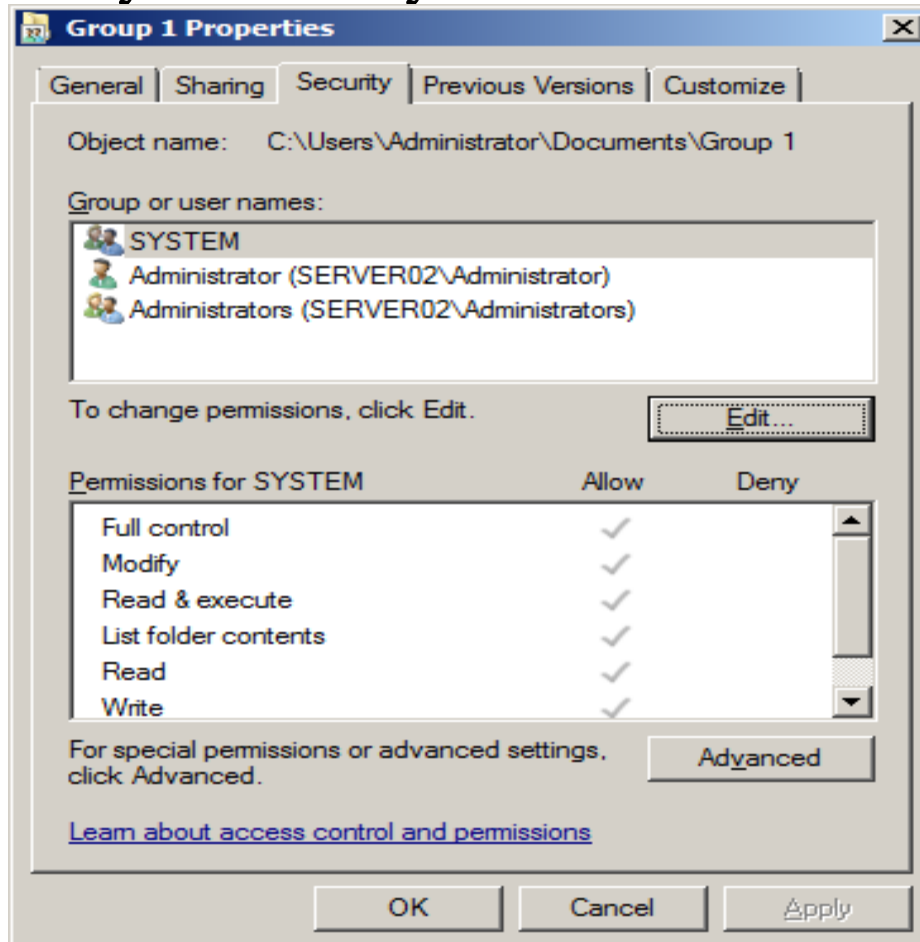 Group 1 Properties
General Sharing Security Previous Versions Customize
Object name: C:\Users\Administrator\Documents\Group 1
Group or user names:
SYSTEM
Administrator (SERVER02\Administrator)
Administrators (SERVER02\Administrators)
To change permissions, click Edit.
Edit...
Permissions for SYSTEM Allow Deny
Full control
Modify
Read & execute
List folder contents
Read
Write
For special permissions or advanced settings,
click Advanced.
Advanced
Learn about access control and permissions
OK Cancel Apply